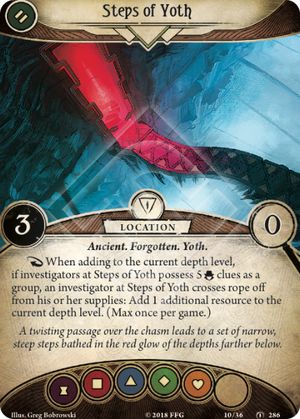 Steps of Yoth
3
0
LOCATION
Ancient. Forgotten. Yoth.
When adding to the current depth level,
if investigators at Steps of Yoth possess 5 clues as a
group, an investigator at Steps of Yoth crosses rope off
from his or her supplies: Add 1 additional resource to the
current depth level. (Max once per game.)
A twisting passage over the chasm leads to a set of narrow,
steep steps bathed in the red glow of the depths farther below.
Illus. Greg Bobrowski
© 2018 FFG
10/36
286